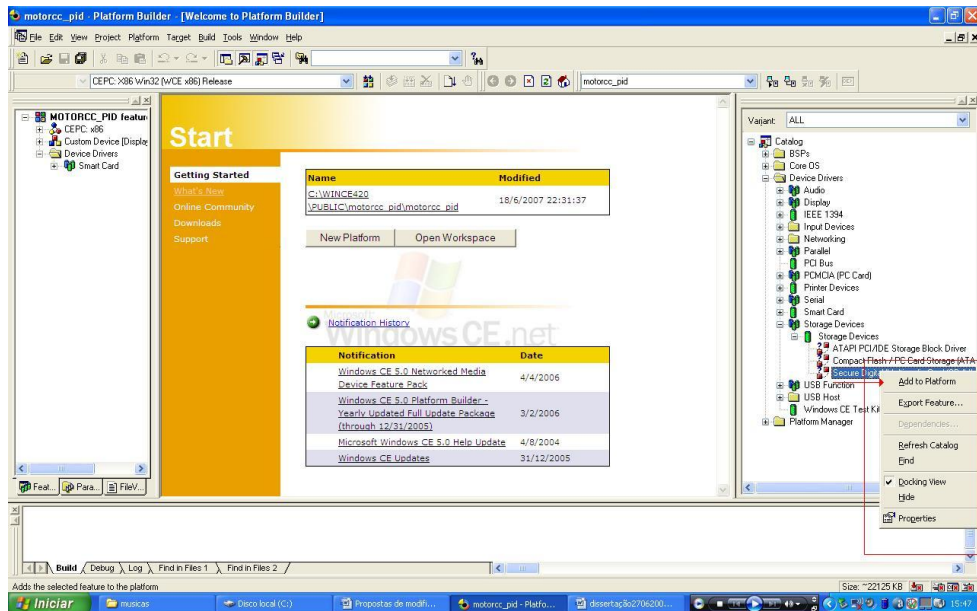 motorcc_pid - Platform Builder - [Welcome to Platform Builder]
File Edit View Project Platform Target Build Tools Window Help
CEPC: X86 Win32 (WCE x86) Release
motorcc_pid
MOTORCC_PID featur
CEPC: x86
Custom Device [Display
Device Drivers
Smart Card
Feat...
Para...
FileV...
Start
Getting Started
What's New
Online Community
Downloads
Support
Name Modified
C:\WINCE420
\PUBLIC\motorcc_pid\motorcc_pid 18/6/2007 22:31:37
New Platform Open Workspace
Microsoft
Windows CE.net
Notification History
Notification Date
Windows CE 5.0 Networked Media
Device Feature Pack 4/4/2006
Windows CE 5.0 Platform Builder -
Yearly Updated Full Update Package
(through 12/31/2005) 3/2/2006
Microsoft Windows CE 5.0 Help Update 4/8/2004
Windows CE Updates 31/12/2005
Variant: ALL
Catalog
BSPs
Core OS
Device Drivers
Audio
Display
IEEE 1394
Input Devices
Networking
Parallel
PCI Bus
PCMCIA (PC Card)
Printer Devices
Serial
Smart Card
Storage Devices
Storage Devices
ATAPI PCI/IDE Storage Block Driver
Compact Flash / PC Card Storage (ATA
Secure Digit
USB Function
USB Host
Windows CE Test Ki
Platform Manager
Add to Platform
Export Feature...
Dependencies...
Refresh Catalog
Find
Docking View
Hide
Properties
Build Debug Log Find in Files 1 Find in Files 2
Adds the selected feature to the platform
Size: ~22125 KB
Iniciar
musicas
Disco local (C:)
Propostas de modifi...
motorcc_pid - Platfo...
dissertação2706200...